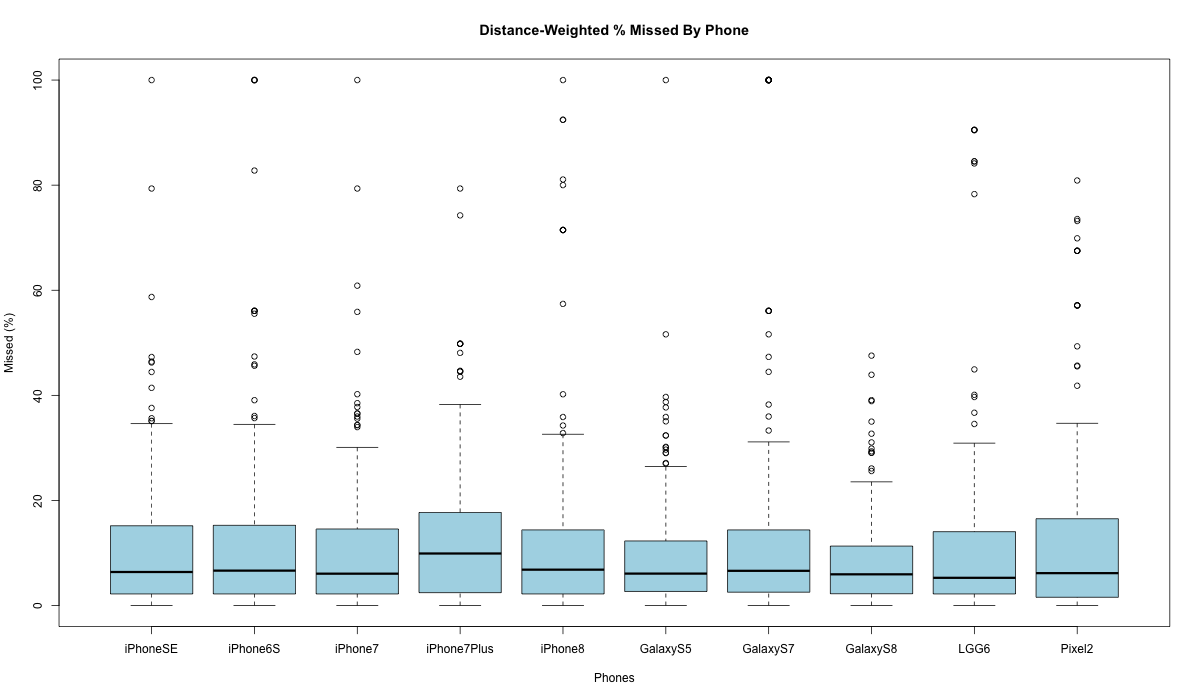 Distance-Weighted % Missed By Phone
Missed (%)
100
80
60
40
20
0
iPhoneSE iPhone6S iPhone7 iPhone7Plus iPhone8 GalaxyS5 GalaxyS7 GalaxyS8 LGG6 Pixel2
Phones